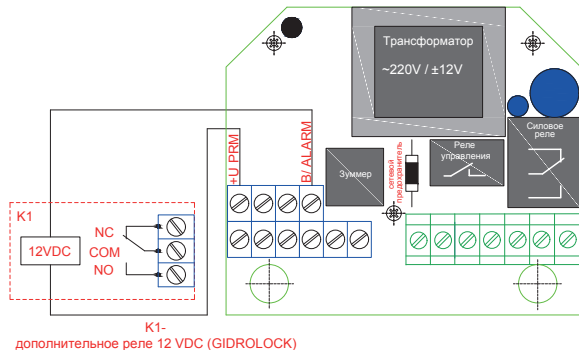 Трансформатор
~220V / ±12V
Силовое
реле
Реле
управления
Зуммер
сетевой
предохранитель
+U PRM
B/ ALARM
K1
12VDC
NC
COM
NO
K1-
дополнительное реле 12 VDC (GIDROLOCK)